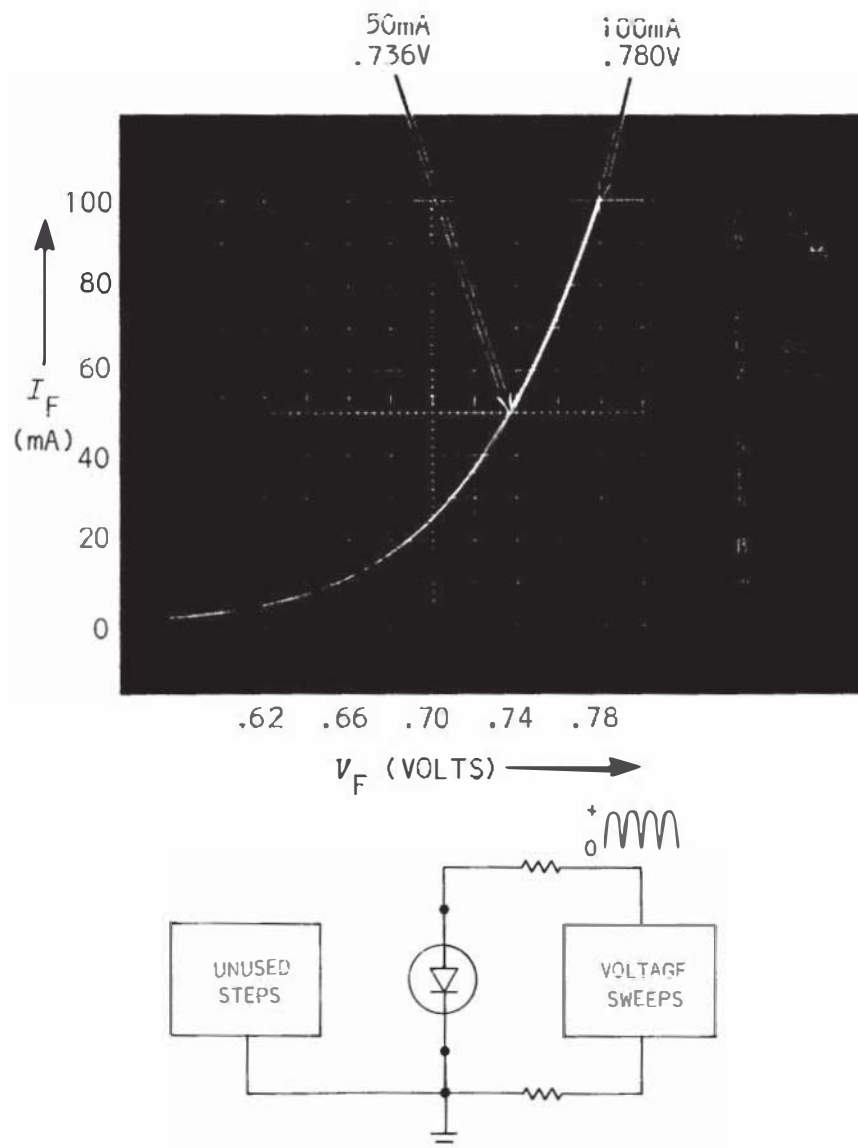 50mA 100mA
.736V .780V
100
80
60
I_F
(mA)
40
20
0
.62 .66 .70 .74 .78
V_F (VOLTS)
+
0
UNUSED
STEPS
VOLTAGE
SWEEPS